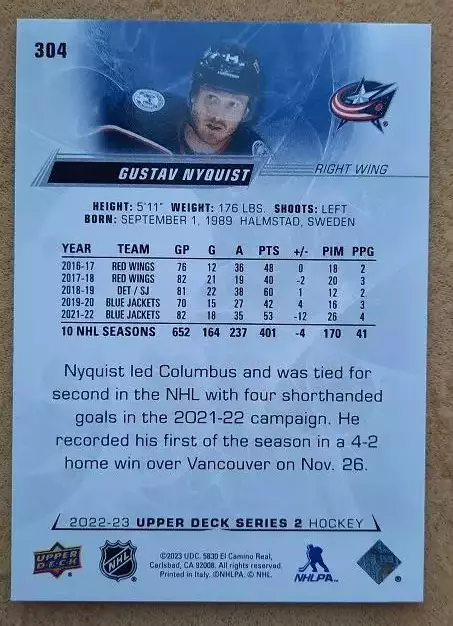 304
14
GUSTAV NYQUIST
RIGHT WING
HEIGHT: 5'11" WEIGHT: 176 LBS. SHOOTS: LEFT
BORN: SEPTEMBER 1, 1989 HALMSTAD, SWEDEN
YEAR TEAM GP G A PTS +/- PIM PPG
2016-17 RED WINGS 76 12 36 48 0 18 2
2017-18 RED WINGS 82 21 19 40 -2 20 3
2018-19 DET / SJ 81 22 38 60 1 12 2
2019-20 BLUE JACKETS 70 15 27 42 4 16 3
2021-22 BLUE JACKETS 82 18 35 53 -12 26 4
10 NHL SEASONS 652 164 237 401 -4 170 41
Nyquist led Columbus and was tied for
second in the NHL with four shorthanded
goals in the 2021-22 campaign. He
recorded his first of the season in a 4-2
home win over Vancouver on Nov. 26.
2022-23 UPPER DECK SERIES 2 HOCKEY
UPPER
DECK
NHL
©2023 UDC. 5830 El Camino Real,
Carlsbad, CA 92008. All rights reserved.
Printed in Italy. ©NHLPA. © NHL.
NHLPA